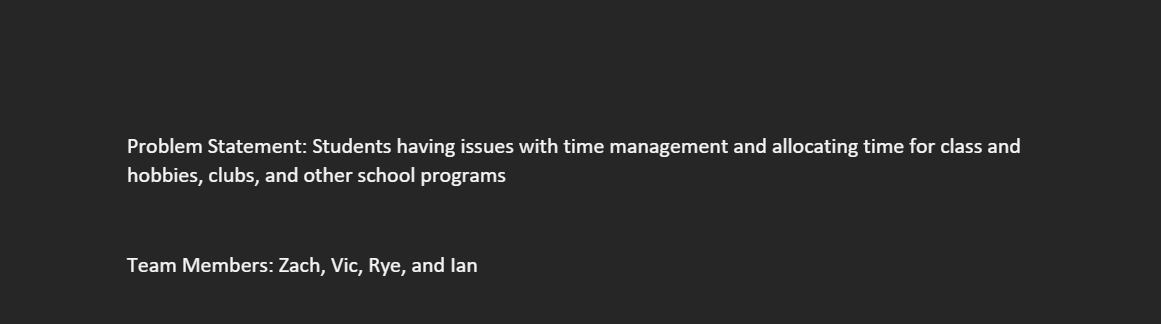 Problem Statement: Students having issues with time management and allocating time for class and
hobbies, clubs, and other school programs
Team Members: Zach, Vic, Rye, and Ian